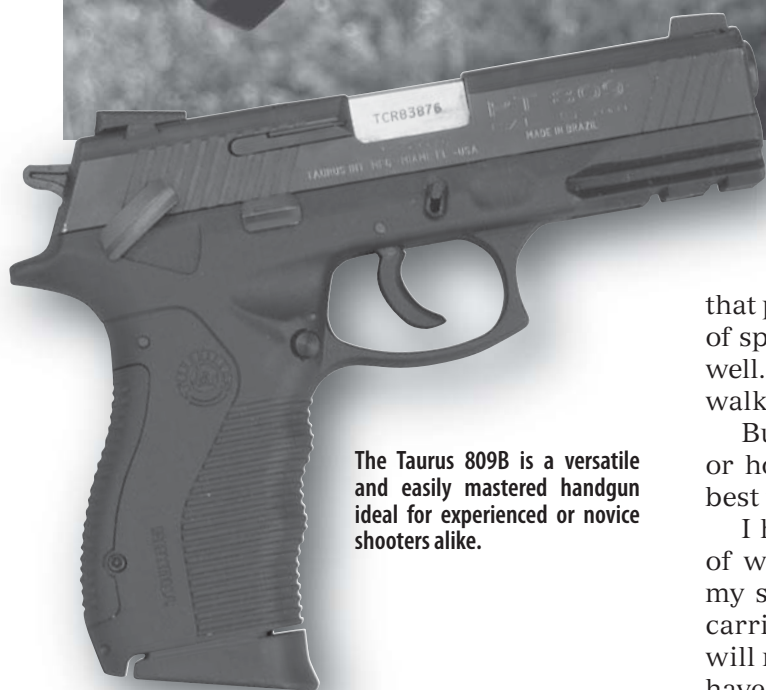 TCR83876
PT 809
MADE IN BRAZIL
TAURUS INT. MFG. MIAMI FL -USA
The Taurus 809B is a versatile
and easily mastered handgun
ideal for experienced or novice
shooters alike.
that p
of sp
well.
walk
Bu
or ho
best
I h
of w
my s
carri
will
have